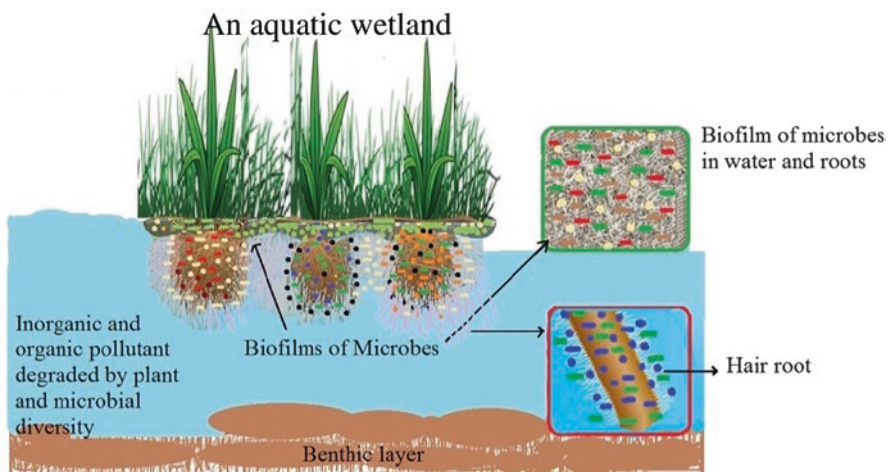 An aquatic wetland
Biofilm of microbes
in water and roots
Inorganic and
organic pollutant
degraded by plant
and microbial
diversity
Biofilms of Microbes
Hair root
Benthic layer